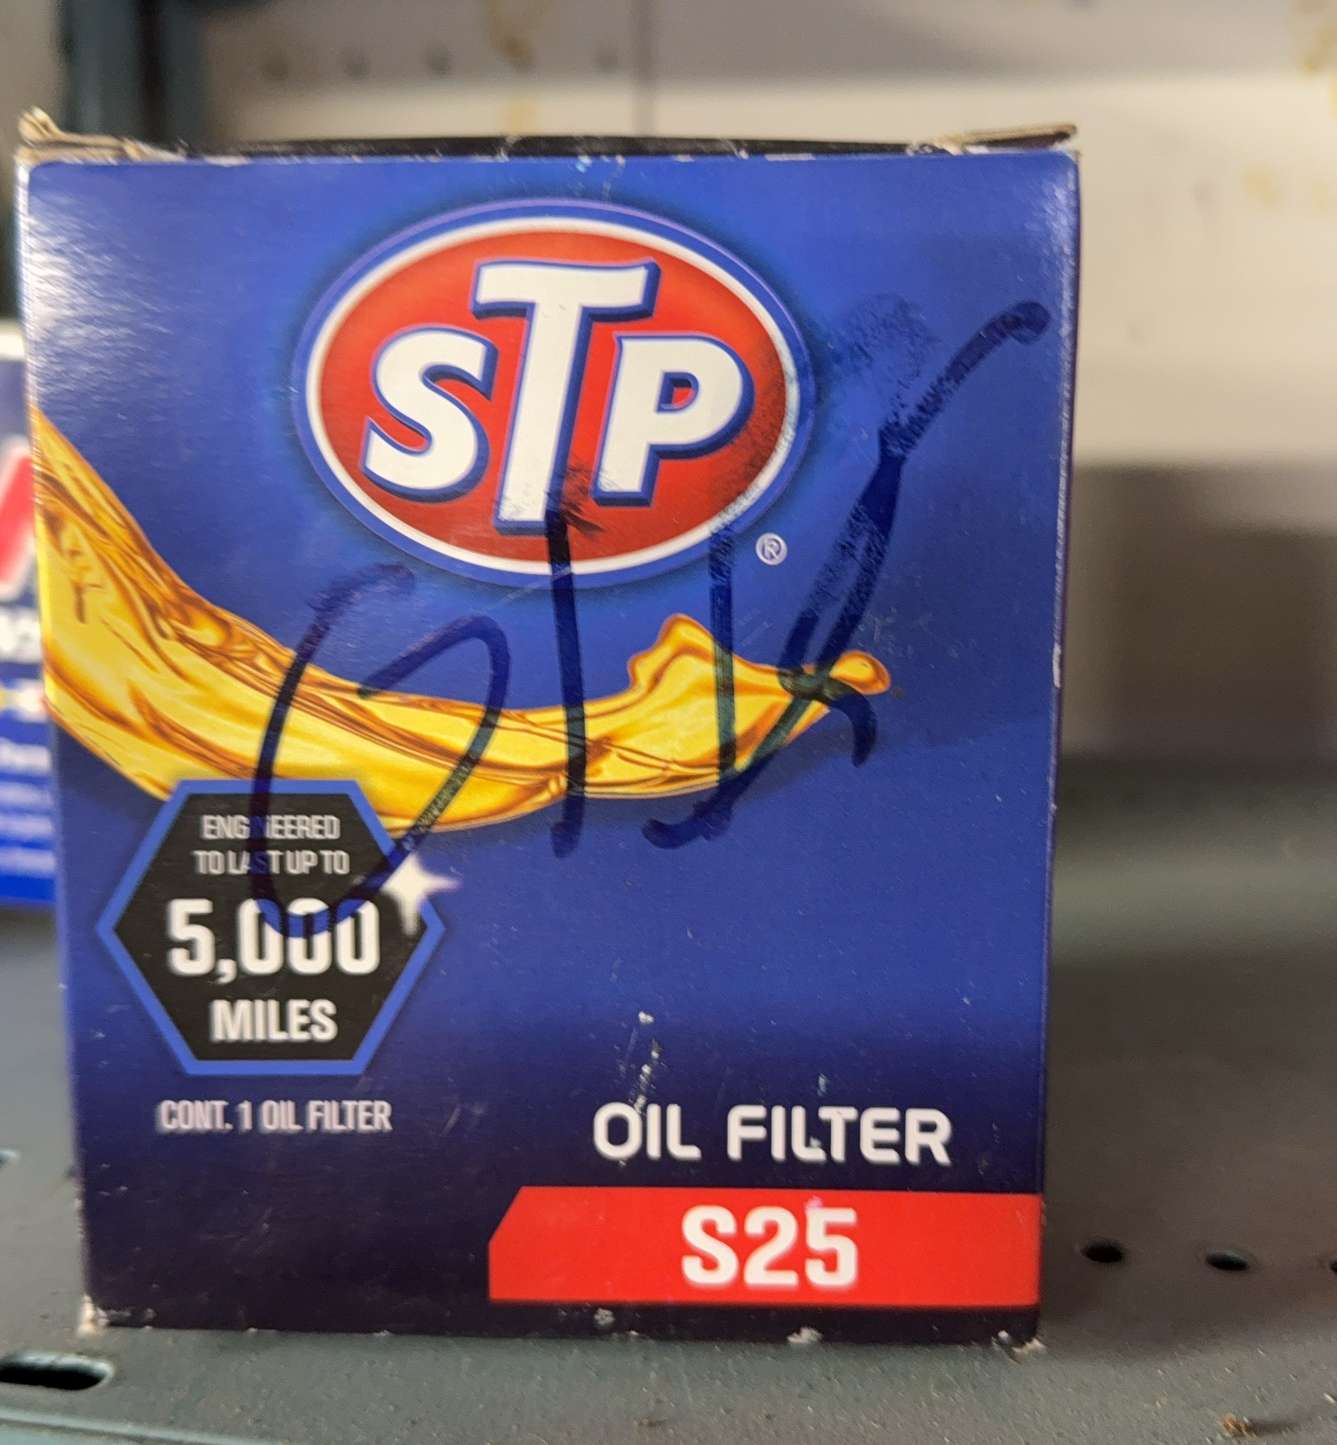 STP
®
ENGINEERED
TO LAST UP TO
5,000
MILES
CONT. 1 OIL FILTER
OIL FILTER
S25